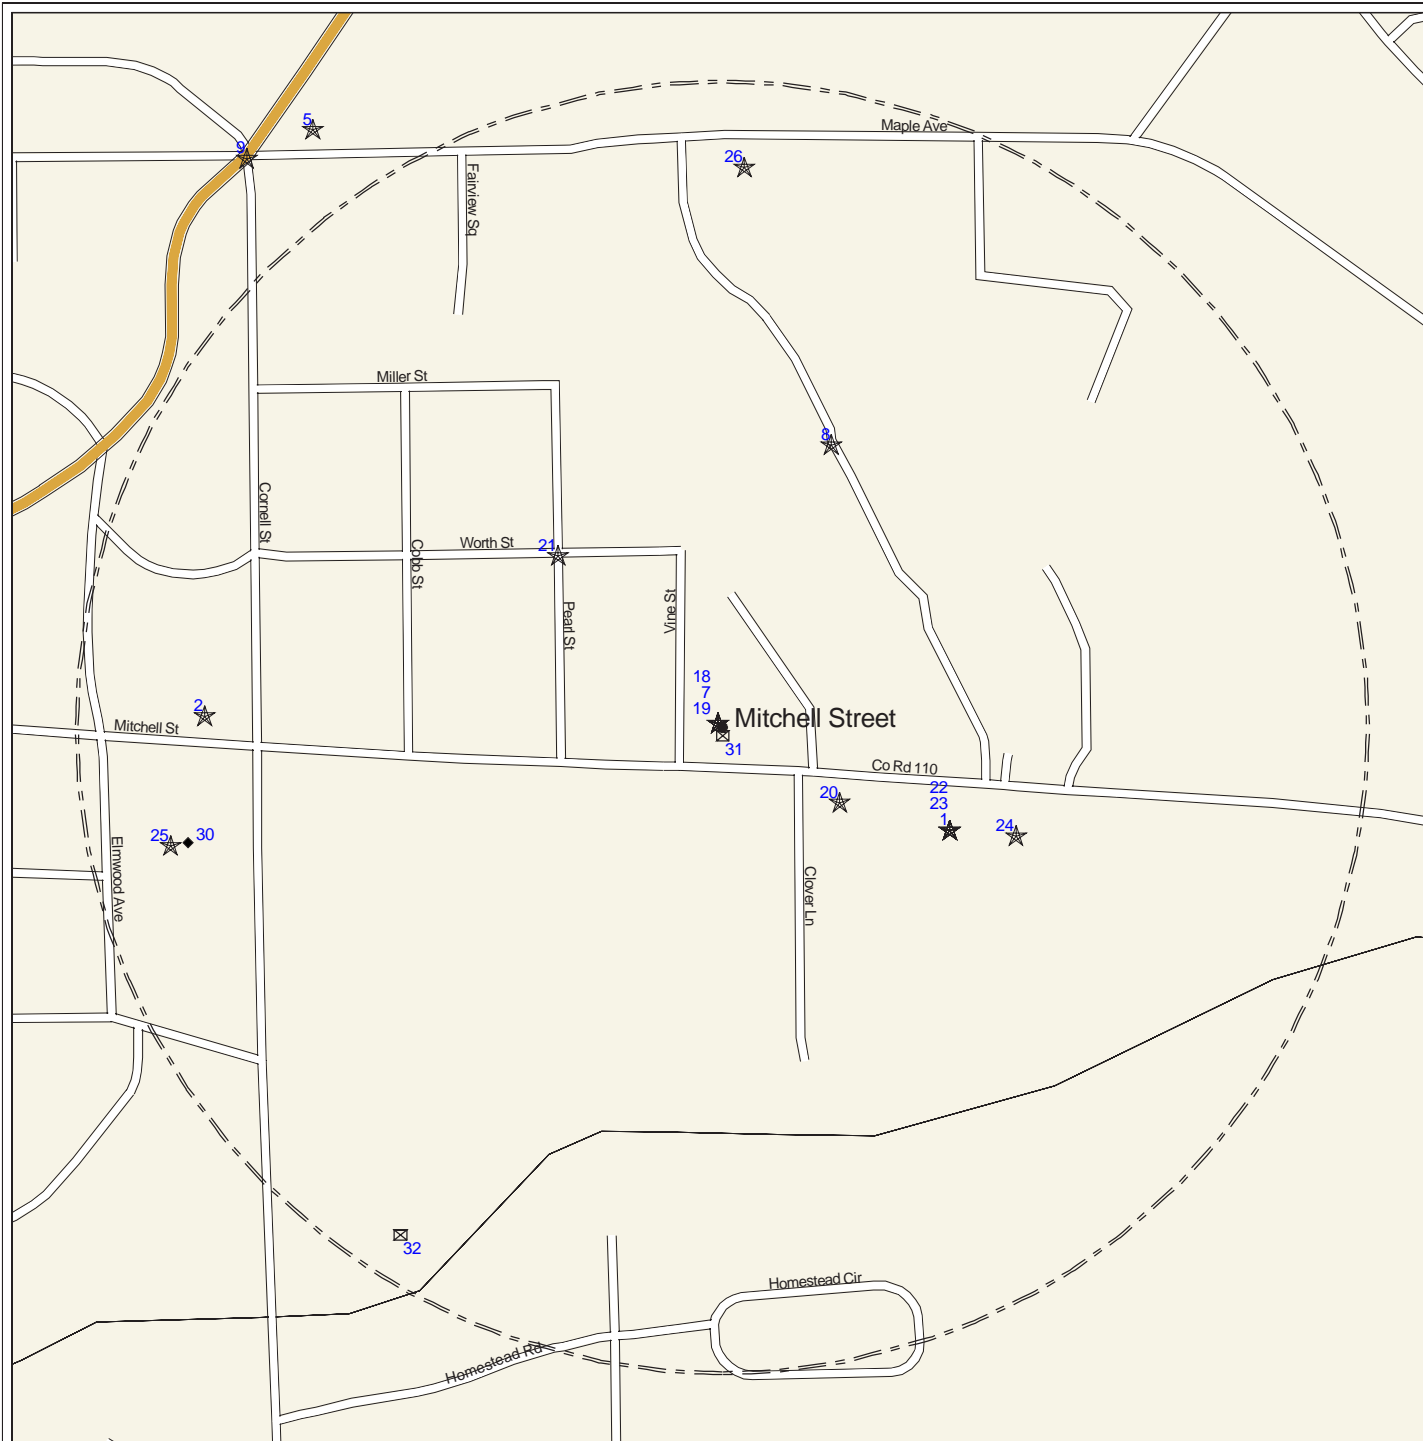 5
Maple Ave
9
26
Fairview Sq
Miller St
8
Cornell St
Worth St
21
Cobb St
Pearl St
Vine St
18
7
2
19
Mitchell Street
Mitchell St
31
Co Rd 110
22
20
23
1
24
25
30
Elmwood Ave
Clover Ln
32
Homestead Cir
Homestead Rd